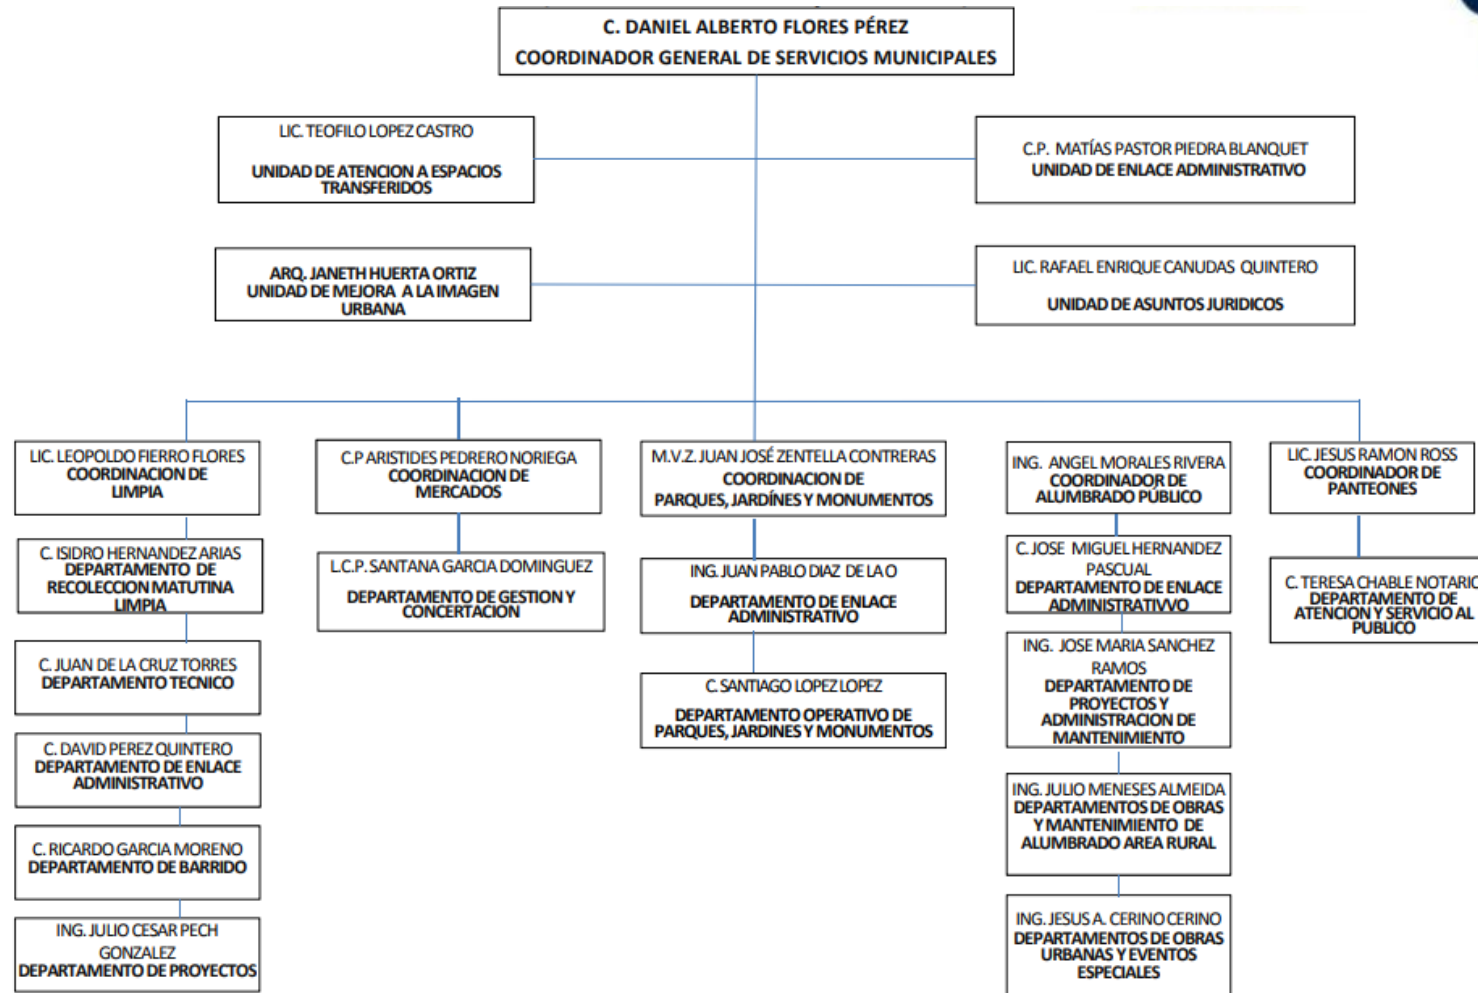 C. DANIEL ALBERTO FLORES PÉREZ
COORDINADOR GENERAL DE SERVICIOS MUNICIPALES
LIC. TEOFILO LOPEZ CASTRO
UNIDAD DE ATENCION A ESPACIOS
TRANSFERIDOS
C.P. MATÍAS PASTOR PIEDRA BLANQUET
UNIDAD DE ENLACE ADMINISTRATIVO
ARQ. JANETH HUERTA ORTIZ
UNIDAD DE MEJORA A LA IMAGEN
URBANA
LIC. RAFAEL ENRIQUE CANUDAS QUINTERO
UNIDAD DE ASUNTOS JURIDICOS
LIC. LEOPOLDO FIERRO FLORES
COORDINACION DE
LIMPIA
C. ISIDRO HERNANDEZ ARIAS
DEPARTAMENTO DE
RECOLECCION MATUTINA
LIMPIA
C. JUAN DE LA CRUZ TORRES
DEPARTAMENTO TECNICO
C. DAVID PEREZ QUINTERO
DEPARTAMENTO DE ENLACE
ADMINISTRATIVO
C. RICARDO GARCIA MORENO
DEPARTAMENTO DE BARRIDO
ING. JULIO CESAR PECH
GONZALEZ
DEPARTAMENTO DE PROYECTOS
C.P ARISTIDES PEDRERO NORIEGA
COORDINACION DE
MERCADOS
L.C.P. SANTANA GARCIA DOMINGUEZ
DEPARTAMENTO DE GESTION Y
CONCERTACION
M.V.Z. JUAN JOSÉ ZENTELLA CONTRERAS
COORDINACION DE
PARQUES, JARDÍNES Y MONUMENTOS
ING. JUAN PABLO DIAZ DE LA O
DEPARTAMENTO DE ENLACE
ADMINISTRATIVO
C. SANTIAGO LOPEZ LOPEZ
DEPARTAMENTO OPERATIVO DE
PARQUES, JARDINES Y MONUMENTOS
ING. ANGEL MORALES RIVERA
COORDINADOR DE
ALUMBRADO PÚBLICO
C. JOSE MIGUEL HERNANDEZ
PASCUAL
DEPARTAMENTO DE ENLACE
ADMINISTRATIVVO
ING. JOSE MARIA SANCHEZ
RAMOS
DEPARTAMENTO DE
PROYECTOS Y
ADMINISTRACION DE
MANTENIMIENTO
ING. JULIO MENESES ALMEIDA
DEPARTAMENTOS DE OBRAS
Y MANTENIMIENTO DE
ALUMBRADO AREA RURAL
ING. JESUS A. CERINO CERINO
DEPARTAMENTOS DE OBRAS
URBANAS Y EVENTOS
ESPECIALES
LIC. JESUS RAMON ROSS
COORDINADOR DE
PANTEONES
C. TERESA CHABLE NOTARIO
DEPARTAMENTO DE
ATENCION Y SERVICIO AL
PUBLICO